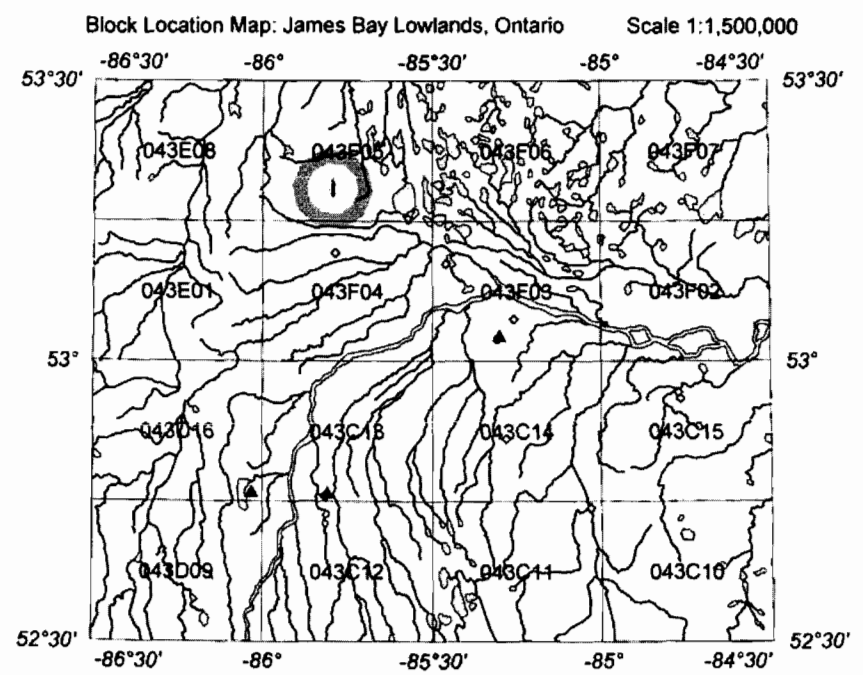 Block Location Map: James Bay Lowlands, Ontario Scale 1:1,500,000
-86°30' -86° -85°30' -85° -84°30'
53°30' 53°30'
043E08 043F05 043F06 043F07
043E01 043F04 043F03 043F02
53° 53°
043D16 043C13 043C14 043C15
043D09 043C12 043C11 043C10
52°30' 52°30'
-86°30' -86° -85°30' -85° -84°30'